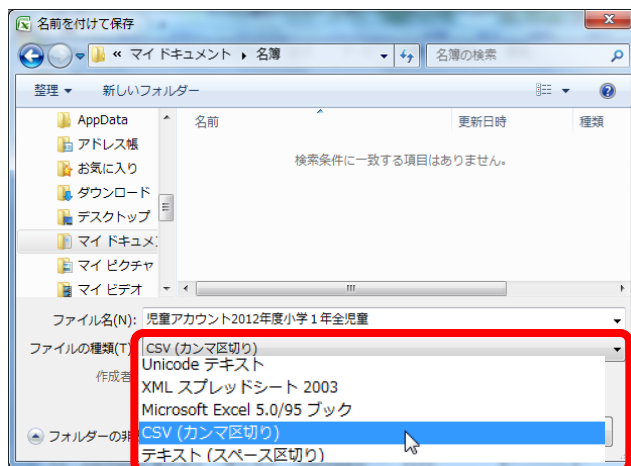 名前を付けて保存
« マイ ドキュメント 名簿 名簿の検索
整理 新しいフォルダー
AppData 名前 更新日時 種類
アドレス帳
検索条件に一致する項目はありません。
お気に入り
ダウンロード
デスクトップ
マイ ドキュメ
マイ ピクチャ
マイ ビデオ
ファイル名(N): 児童アカウント2012年度小学１年全児童
ファイルの種類(T) CSV (カンマ区切り)
Unicode テキスト
作成者
XML スプレッドシート 2003
Microsoft Excel 5.0/95 ブック
フォルダーの非 CSV (カンマ区切り)
テキスト (スペース区切り)